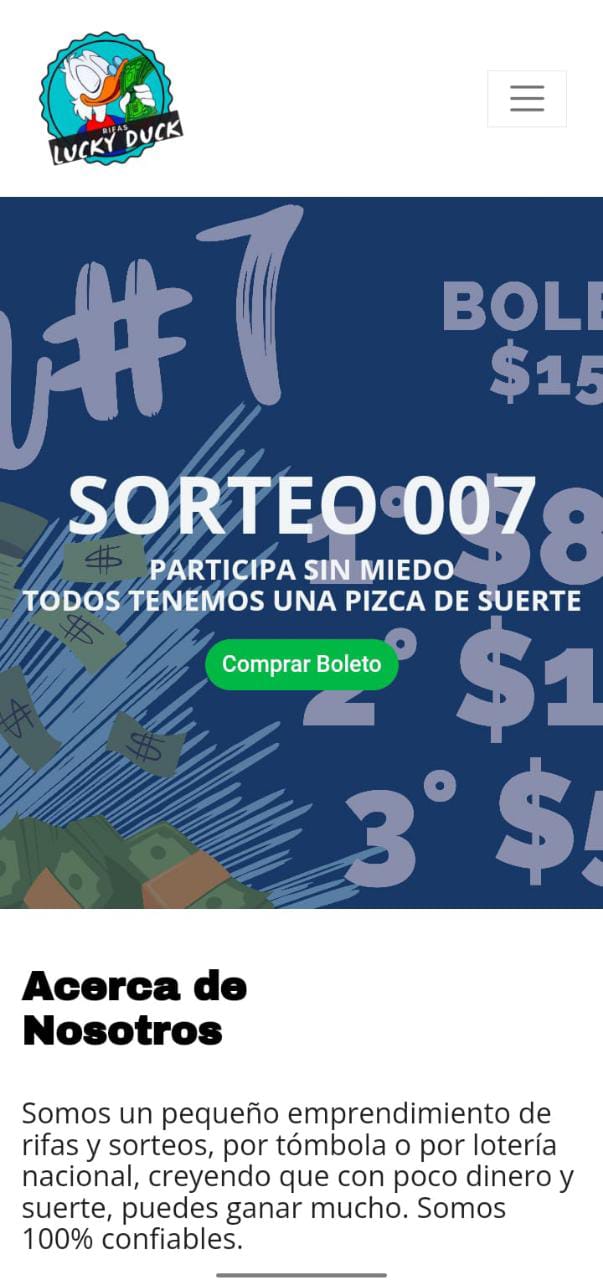 RIFAS
LUCKY DUCK
#7
BOLE
$15
SORTEO 007
1° $8
PARTICIPA SIN MIEDO
TODOS TENEMOS UNA PIZCA DE SUERTE
Comprar Boleto
2° $1
3° $5
Acerca de
Nosotros
Somos un pequeño emprendimiento de
rifas y sorteos, por tómbola o por lotería
nacional, creyendo que con poco dinero y
suerte, puedes ganar mucho. Somos
100% confiables.